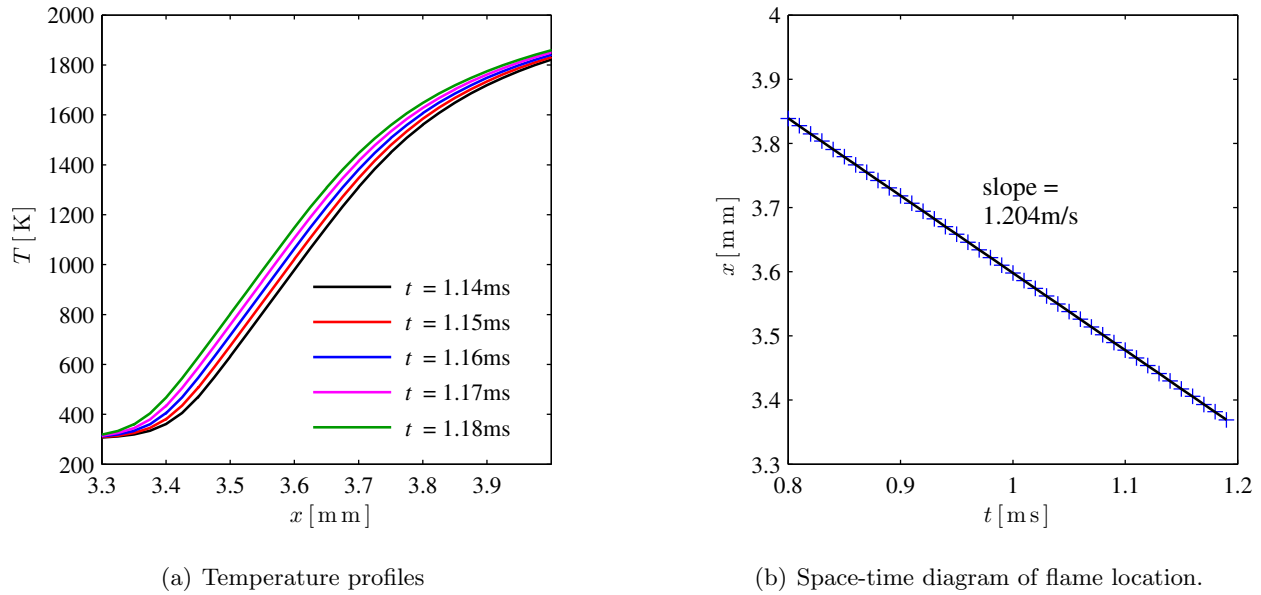 2000
1800
1600
1400
1200
1000
800
600
400
200
T [K]
t = 1.14ms
t = 1.15ms
t = 1.16ms
t = 1.17ms
t = 1.18ms
3.3 3.4 3.5 3.6 3.7 3.8 3.9
x [mm]
(a) Temperature profiles
4
3.9
3.8
3.7
3.6
3.5
3.4
3.3
x [mm]
slope =
1.204m/s
0.8 0.9 1 1.1 1.2
t [ms]
(b) Space-time diagram of flame location.